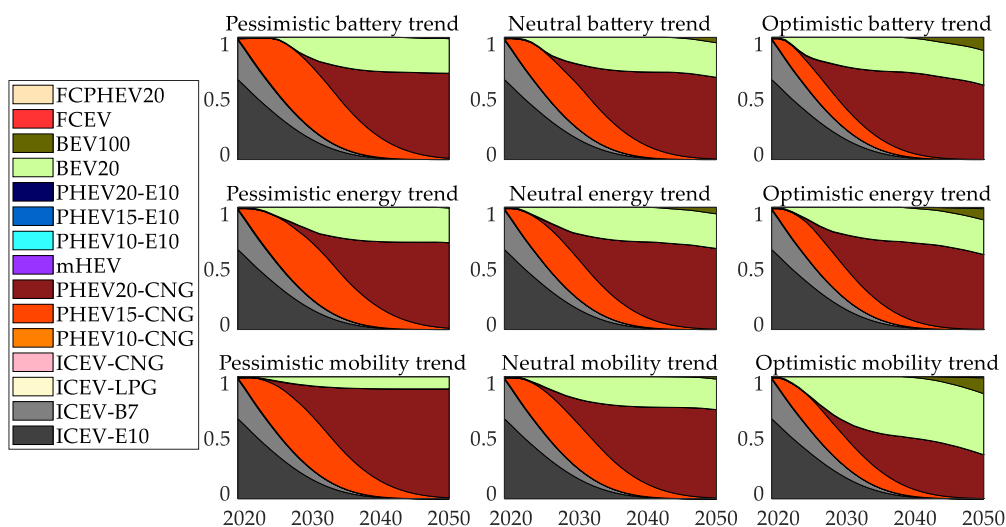 Pessimistic battery trend
Neutral battery trend
Optimistic battery trend
1
0.5
0
1
0.5
0
1
0.5
0
FCPHEV20
FCEV
BEV100
BEV20
PHEV20-E10
PHEV15-E10
PHEV10-E10
mHEV
PHEV20-CNG
PHEV15-CNG
PHEV10-CNG
ICEV-CNG
ICEV-LPG
ICEV-B7
ICEV-E10
Pessimistic energy trend
Neutral energy trend
Optimistic energy trend
1
0.5
0
1
0.5
0
1
0.5
0
Pessimistic mobility trend
Neutral mobility trend
Optimistic mobility trend
1
0.5
0
1
0.5
0
1
0.5
0
2020 2030 2040 2050
2020 2030 2040 2050
2020 2030 2040 2050